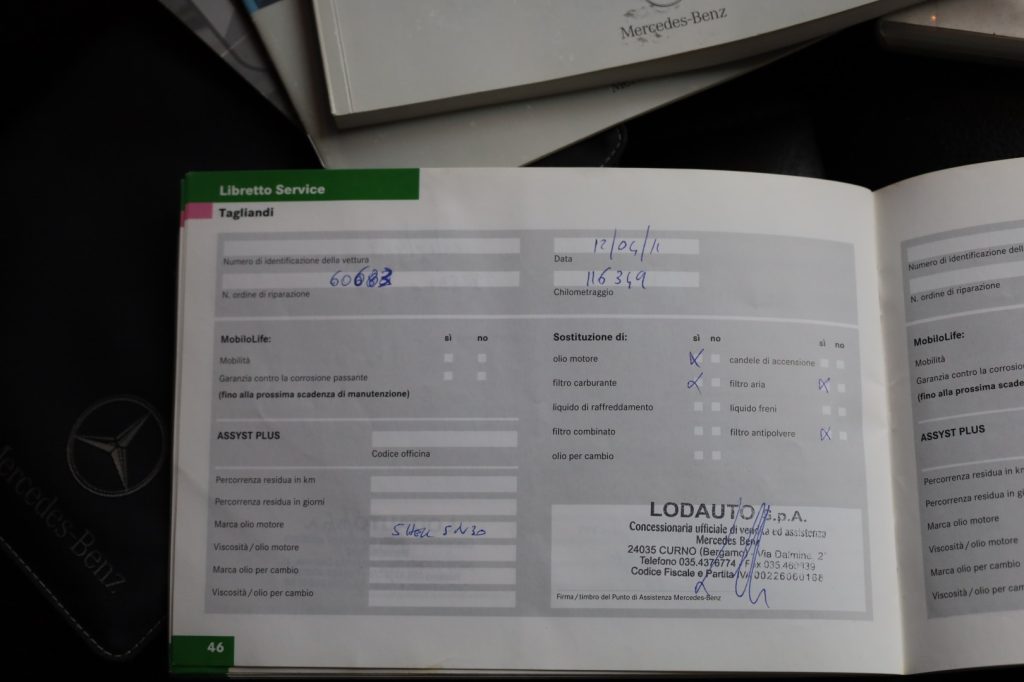 Mercedes-Benz
Libretto Service
Tagliandi
Numero di identificazione della vettura
60683
N. ordine di riparazione
12/04/11
Data
116349
Chilometraggio
MobiloLife: sì no
Mobilità
Garanzia contro la corrosione passante
(fino alla prossima scadenza di manutenzione)
Sostituzione di: sì no sì no
olio motore X candele di accensione
filtro carburante X filtro aria X
liquido di raffreddamento liquido freni
filtro combinato filtro antipolvere X
olio per cambio
ASSYST PLUS
Codice officina
Percorrenza residua in km
Percorrenza residua in giorni
Marca olio motore SHELL 5W30
Viscosità / olio motore
Marca olio per cambio
Viscosità / olio per cambio
LODAUTO S.p.A.
Concessionaria ufficiale di vendita ed assistenza
Mercedes Benz
24035 CURNO (Bergamo) Via Dalmine, 2
Telefono 035.4376774 / Fax 035.460939
Codice Fiscale e Partita IVA
Firma / timbro del Punto di Assistenza Mercedes-Benz
46
Numero di identificazione dell
N. ordine di riparazione
MobiloLife:
Mobilità
Garanzia contro la corrosione
(fino alla prossima scade
ASSYST PLUS
Percorrenza residua in k
Percorrenza residua in
Marca olio motore
Viscosità / olio motore
Marca olio per cambio
Viscosità / olio per ca
Mercedes Benz